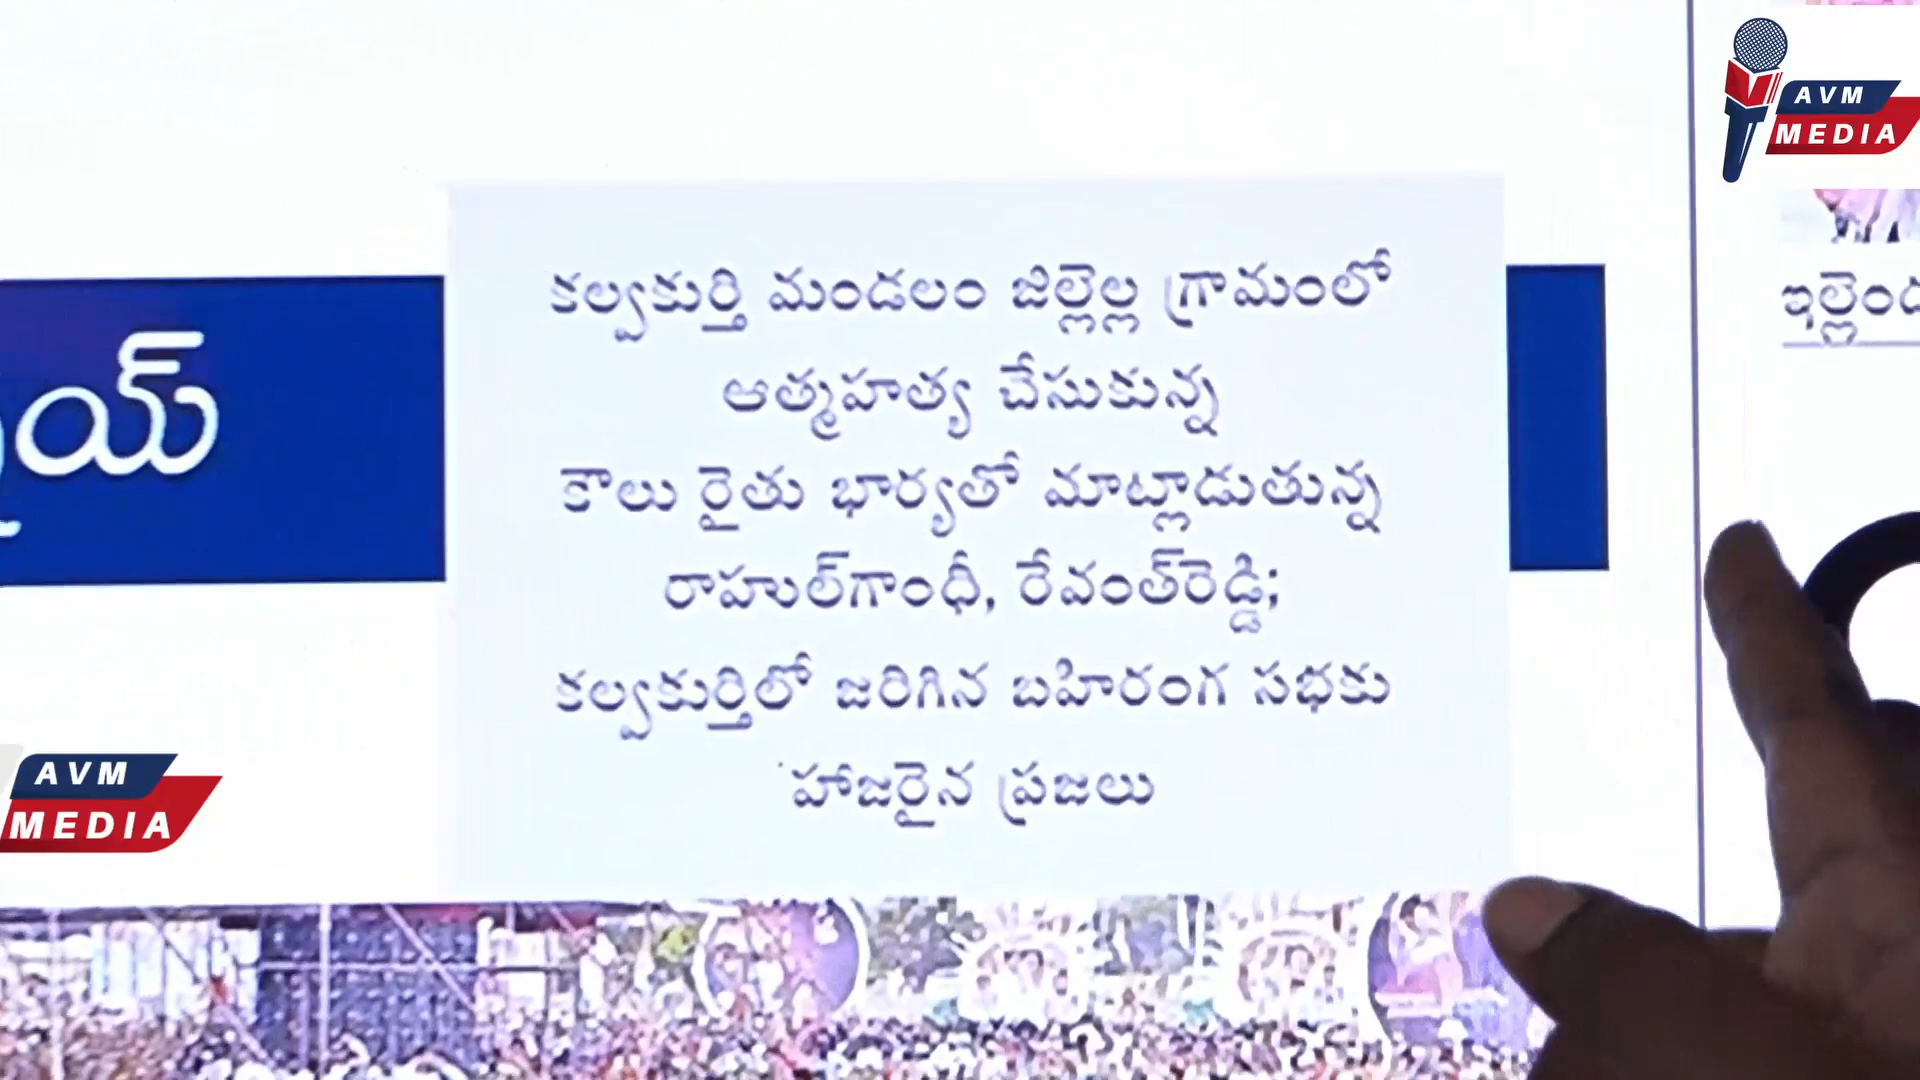 AVM
MEDIA
కల్వకుర్తి మండలం జిల్లెల్ల గ్రామంలో
ఆత్మహత్య చేసుకున్న
కౌలు రైతు భార్యతో మాట్లాడుతున్న
రాహుల్‌గాంధీ, రేవంత్‌రెడ్డి;
కల్వకుర్తిలో జరిగిన బహిరంగ సభకు
హాజరైన ప్రజలు
AVM
MEDIA